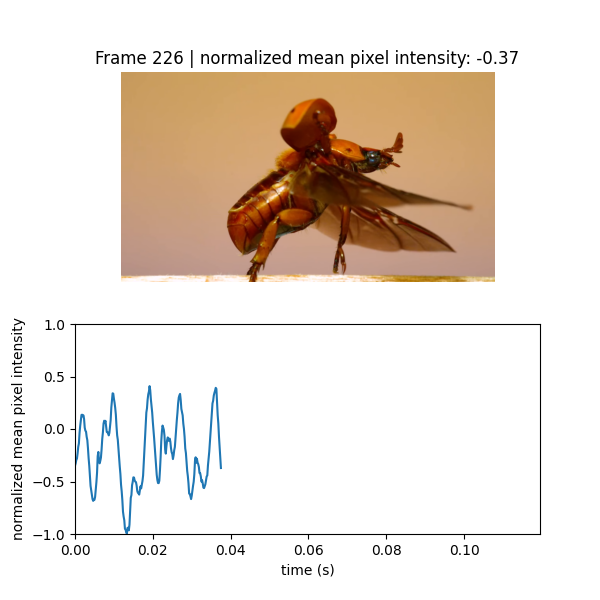 Frame 226 | normalized mean pixel intensity: -0.37
normalized mean pixel intensity
1.0
0.5
0.0
−0.5
−1.0
0.00 0.02 0.04 0.06 0.08 0.10
time (s)